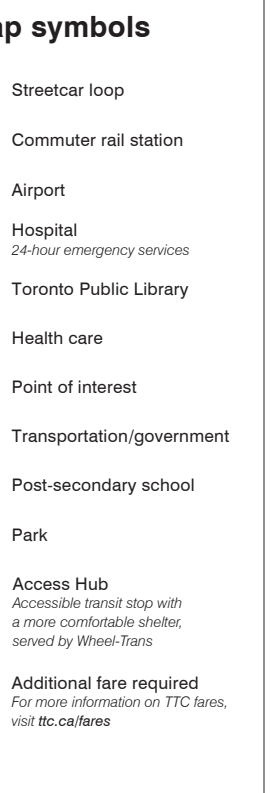 ap symbols
Streetcar loop
Commuter rail station
Airport
Hospital
24-hour emergency services
Toronto Public Library
Health care
Point of interest
Transportation/government
Post-secondary school
Park
Access Hub
Accessible transit stop with
a more comfortable shelter,
served by Wheel-Trans
Additional fare required
For more information on TTC fares,
visit ttc.ca/fares